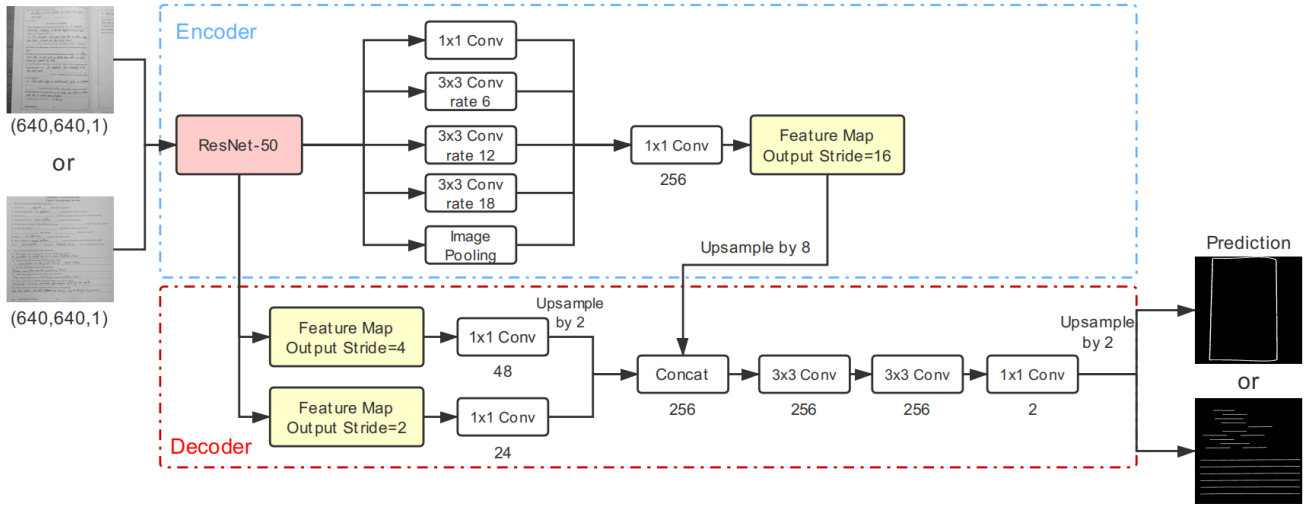 Encoder
(640,640,1)
or
(640,640,1)
ResNet-50
1x1 Conv
3x3 Conv
rate 6
3x3 Conv
rate 12
3x3 Conv
rate 18
Image
Pooling
1x1 Conv
256
Feature Map
Output Stride=16
Upsample by 8
Decoder
Feature Map
Output Stride=4
1x1 Conv
48
Upsample
by 2
Feature Map
Output Stride=2
1x1 Conv
24
Concat
256
3x3 Conv
256
3x3 Conv
256
1x1 Conv
2
Upsample
by 2
Prediction
or